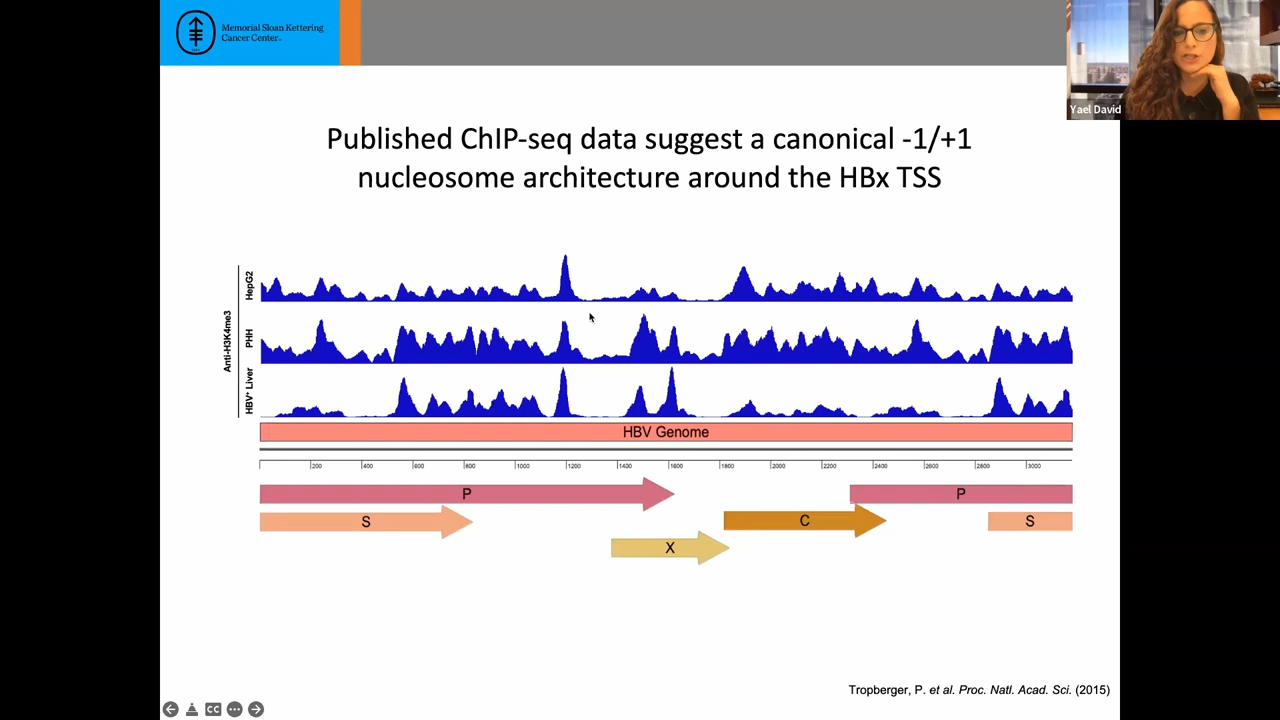 Memorial Sloan Kettering
Cancer Center™
Yael David
Published ChIP-seq data suggest a canonical -1/+1
nucleosome architecture around the HBx TSS
Anti-H3K4me3
HepG2
PHH
HBV⁺ Liver
HBV Genome
200 400 600 800 1000 1200 1400 1600 1800 2000 2200 2400 2600 2800 3000
P P
S C S
X
Tropberger, P. et al. Proc. Natl. Acad. Sci. (2015)
CC